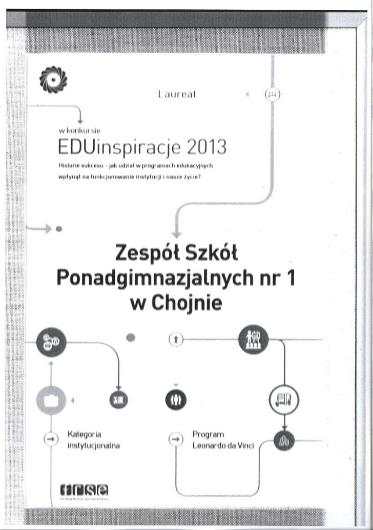 Laureat
w konkursie
EDUinspiracje 2013
Historie sukcesu – jak udział w programach edukacyjnych
wpłynął na funkcjonowanie instytucji i nasze życie?
Zespół Szkół
Ponadgimnazjalnych nr 1
w Chojnie
Kategoria
instytucjonalna
Program
Leonardo da Vinci
frse